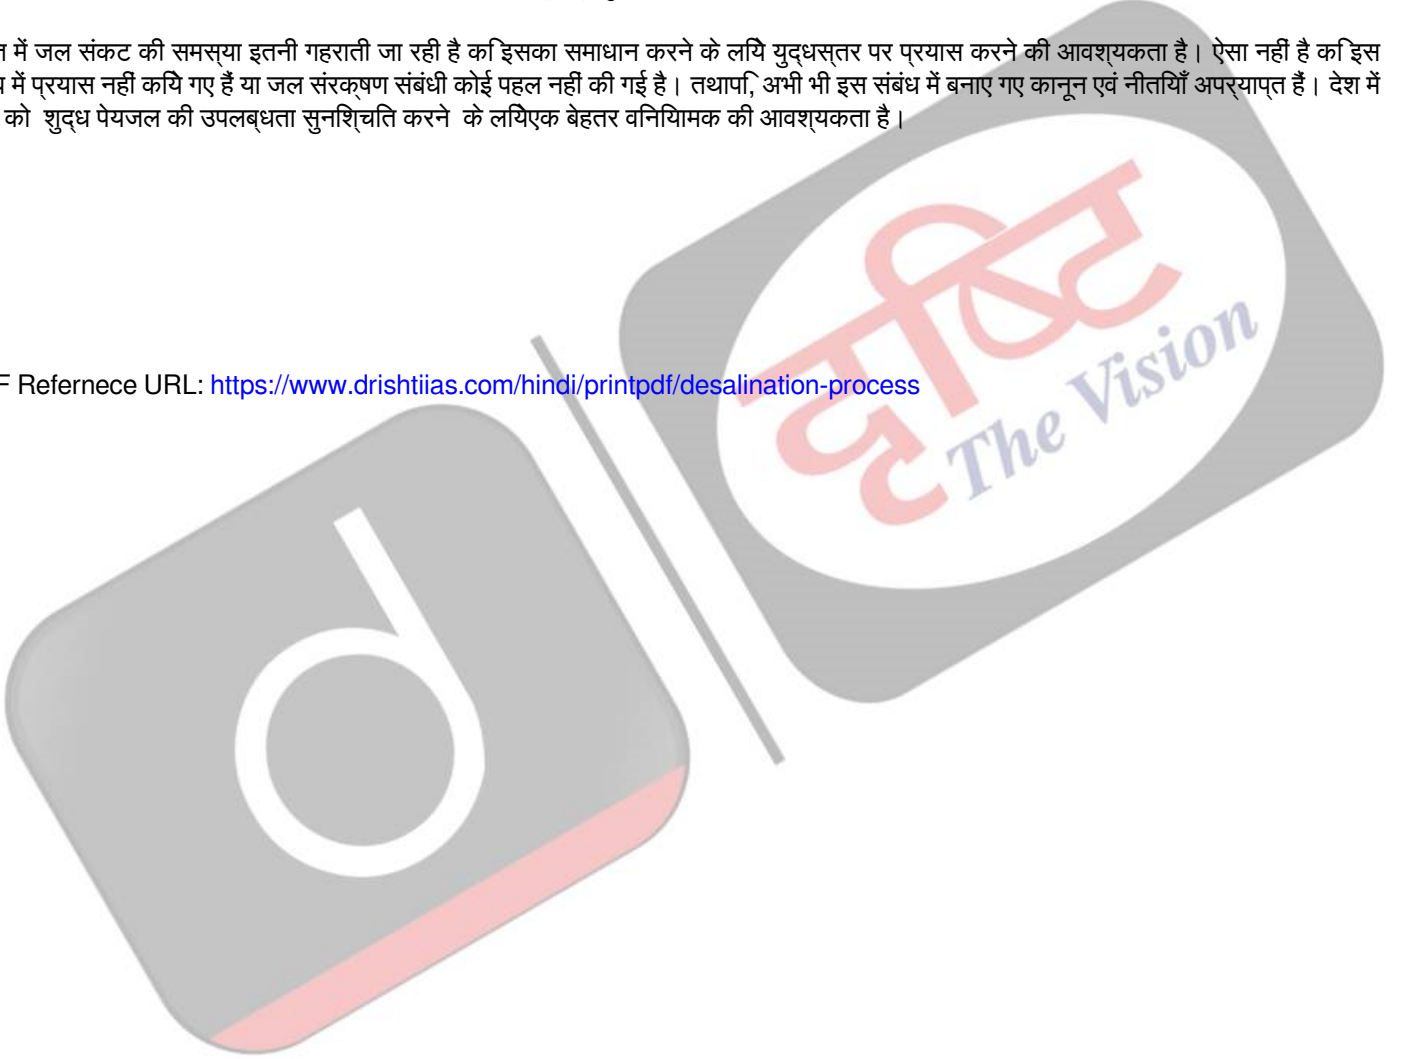 में जल संकट की समस्या इतनी गहराती जा रही है कि इसका समाधान करने के लिये युद्धस्तर पर प्रयास करने की आवश्यकता है। ऐसा नहीं है कि इस
में प्रयास नहीं किये गए हैं या जल संरक्षण संबंधी कोई पहल नहीं की गई है। तथापि, अभी भी इस संबंध में बनाए गए कानून एवं नीतियाँ अपर्याप्त हैं। देश में
को शुद्ध पेयजल की उपलब्धता सुनिश्चित करने के लिये एक बेहतर विनियामक की आवश्यकता है।
दृष्टि
The Vision
F Refernece URL: https://www.drishtiias.com/hindi/printpdf/desalination-process
d